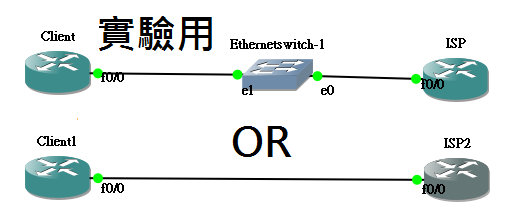 Client
實驗用
Ethernetswitch-1
ISP
f0/0
e1
e0
f0/0
OR
Client1
ISP2
f0/0
f0/0